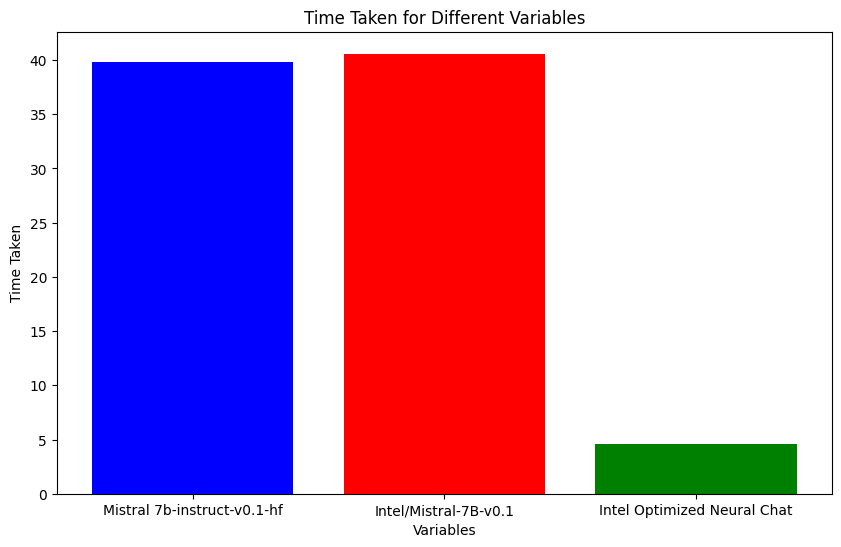 Time Taken for Different Variables
Time Taken
40
35
30
25
20
15
10
5
0
Mistral 7b-instruct-v0.1-hf
Intel/Mistral-7B-v0.1
Intel Optimized Neural Chat
Variables